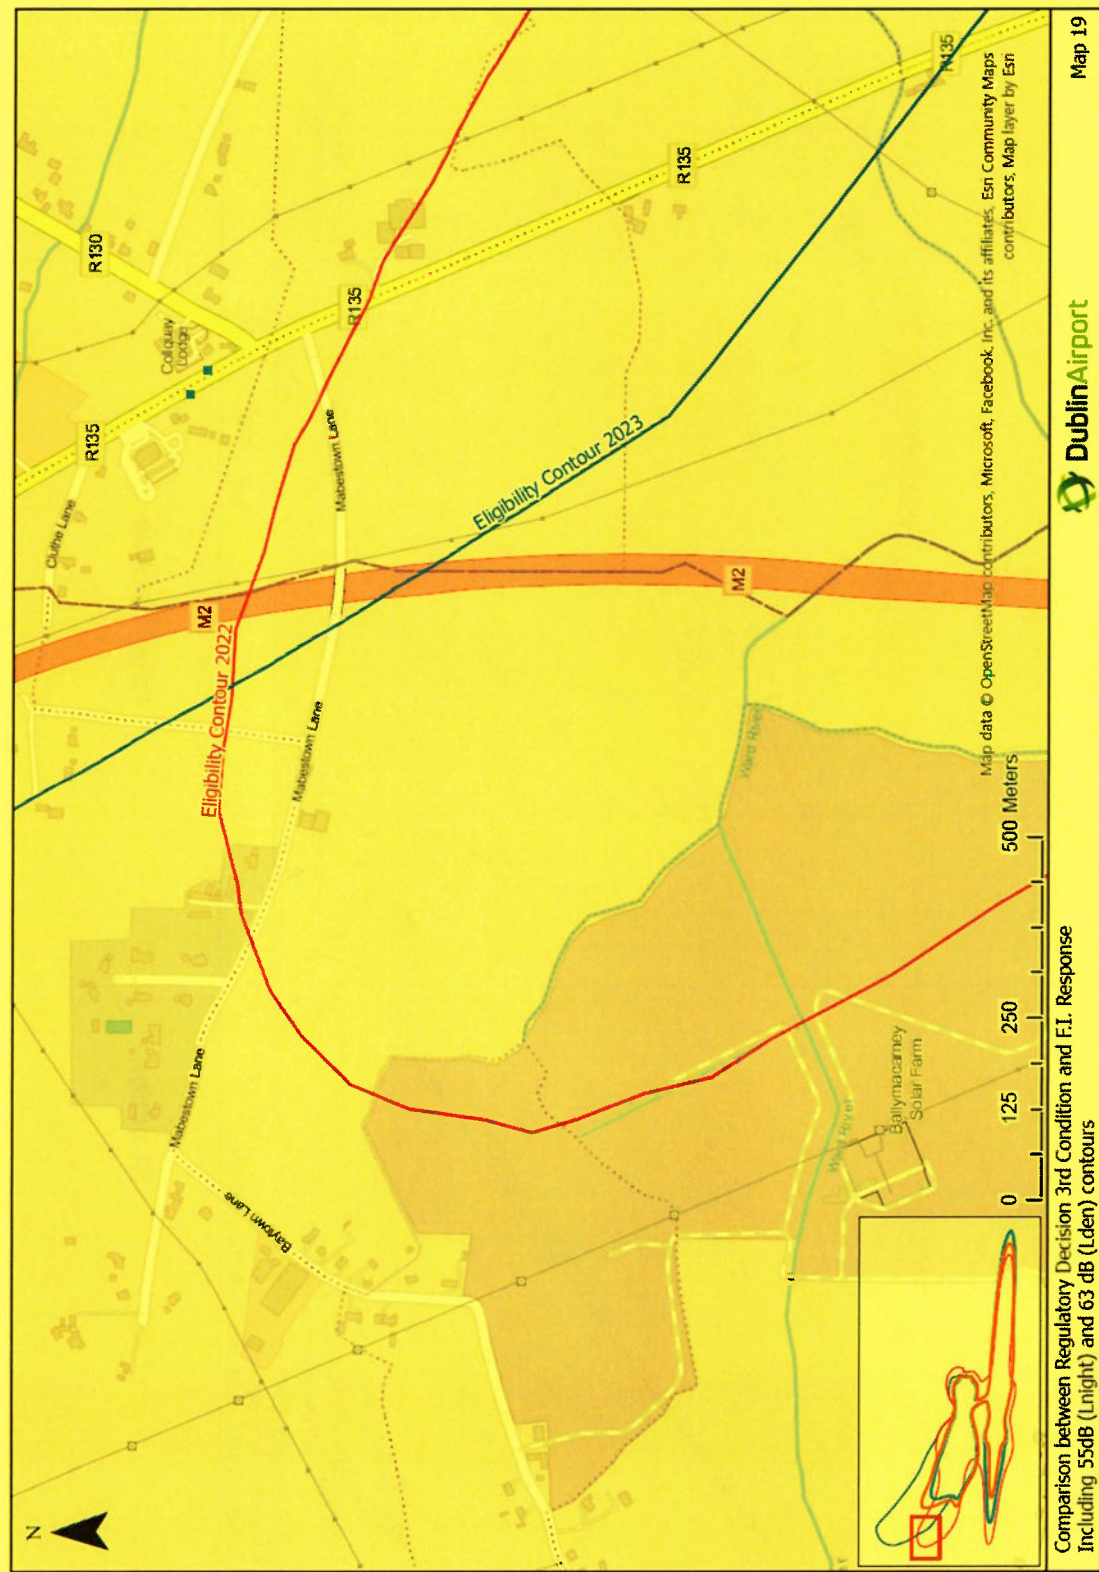 N
Cluthe Lane
R135
R130
Coilquay
Lodge
M2
Eligibility Contour 2022
Mabestown Lane
Mabestown Lane
R135
Mabestown Lane
Baytown Lane
Eligibility Contour 2023
R135
R135
M2
Ward River
Ward River
Ballymacarney
Solar Farm
0 125 250 500 Meters
Map data © OpenStreetMap contributors, Microsoft, Facebook, Inc. and its affiliates, Esri Community Maps
contributors, Map layer by Esri
Comparison between Regulatory Decision 3rd Condition and F.I. Response
Including 55dB (Lnight) and 63 dB (Lden) contours
DublinAirport
Map 19